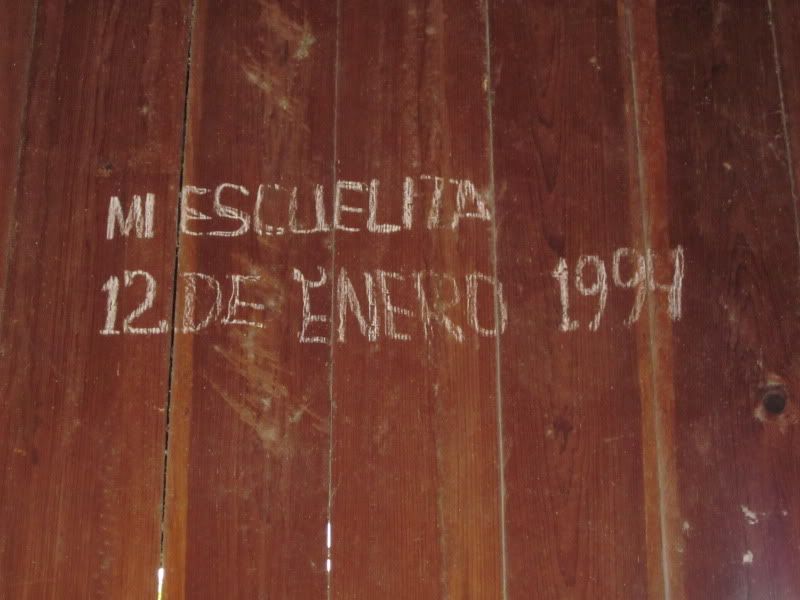 MI ESCUELITA
12 DE ENERO 1994